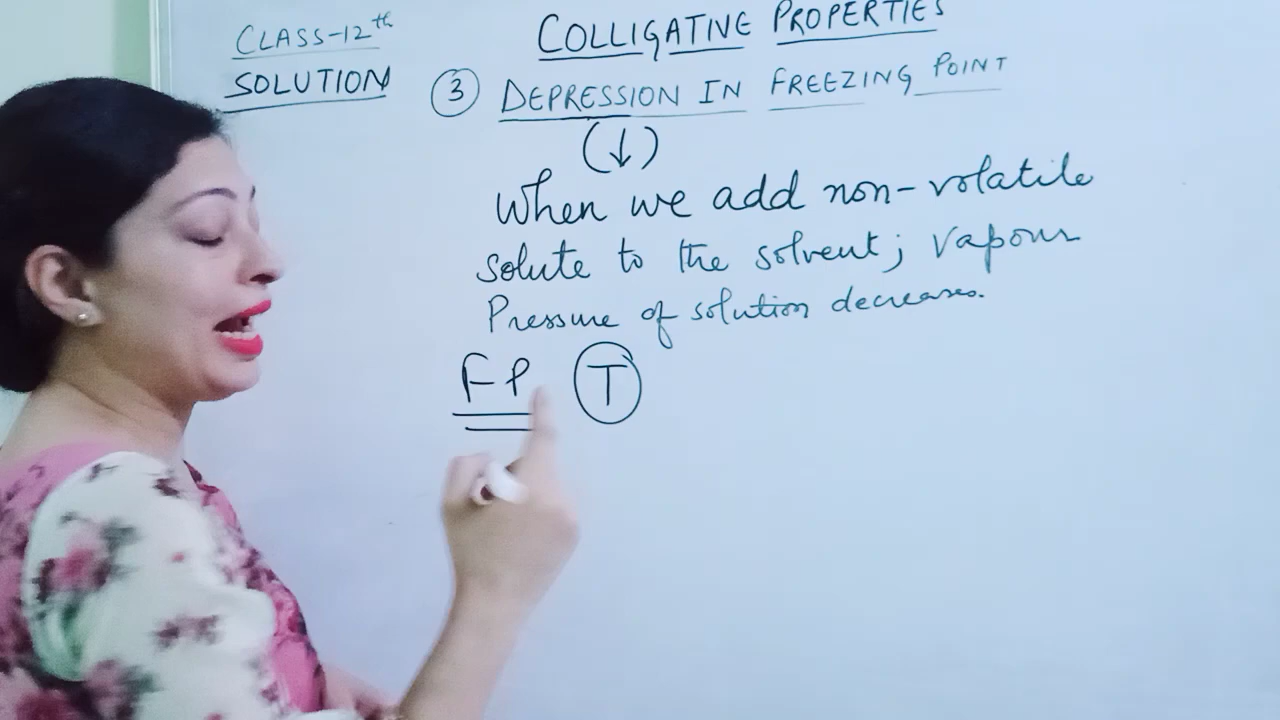 CLASS-12th
SOLUTION
COLLIGATIVE PROPERTIES
3 DEPRESSION IN FREEZING POINT
(↓)
When we add non-volatile
solute to the solvent; Vapour
Pressure of solution decreases.
FP T